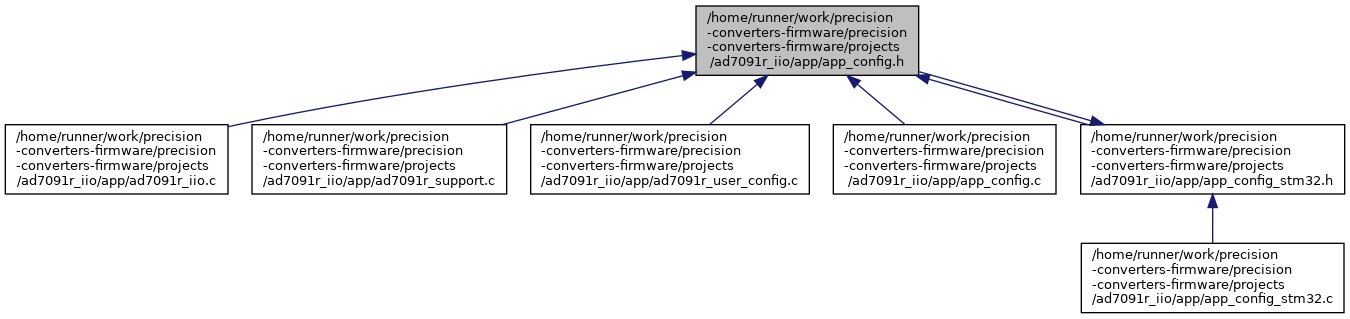 /home/runner/work/precision
-converters-firmware/precision
-converters-firmware/projects
/ad7091r_iio/app/app_config.h
/home/runner/work/precision
-converters-firmware/precision
-converters-firmware/projects
/ad7091r_iio/app/ad7091r_iio.c
/home/runner/work/precision
-converters-firmware/precision
-converters-firmware/projects
/ad7091r_iio/app/ad7091r_support.c
/home/runner/work/precision
-converters-firmware/precision
-converters-firmware/projects
/ad7091r_iio/app/ad7091r_user_config.c
/home/runner/work/precision
-converters-firmware/precision
-converters-firmware/projects
/ad7091r_iio/app/app_config.c
/home/runner/work/precision
-converters-firmware/precision
-converters-firmware/projects
/ad7091r_iio/app/app_config_stm32.h
/home/runner/work/precision
-converters-firmware/precision
-converters-firmware/projects
/ad7091r_iio/app/app_config_stm32.c